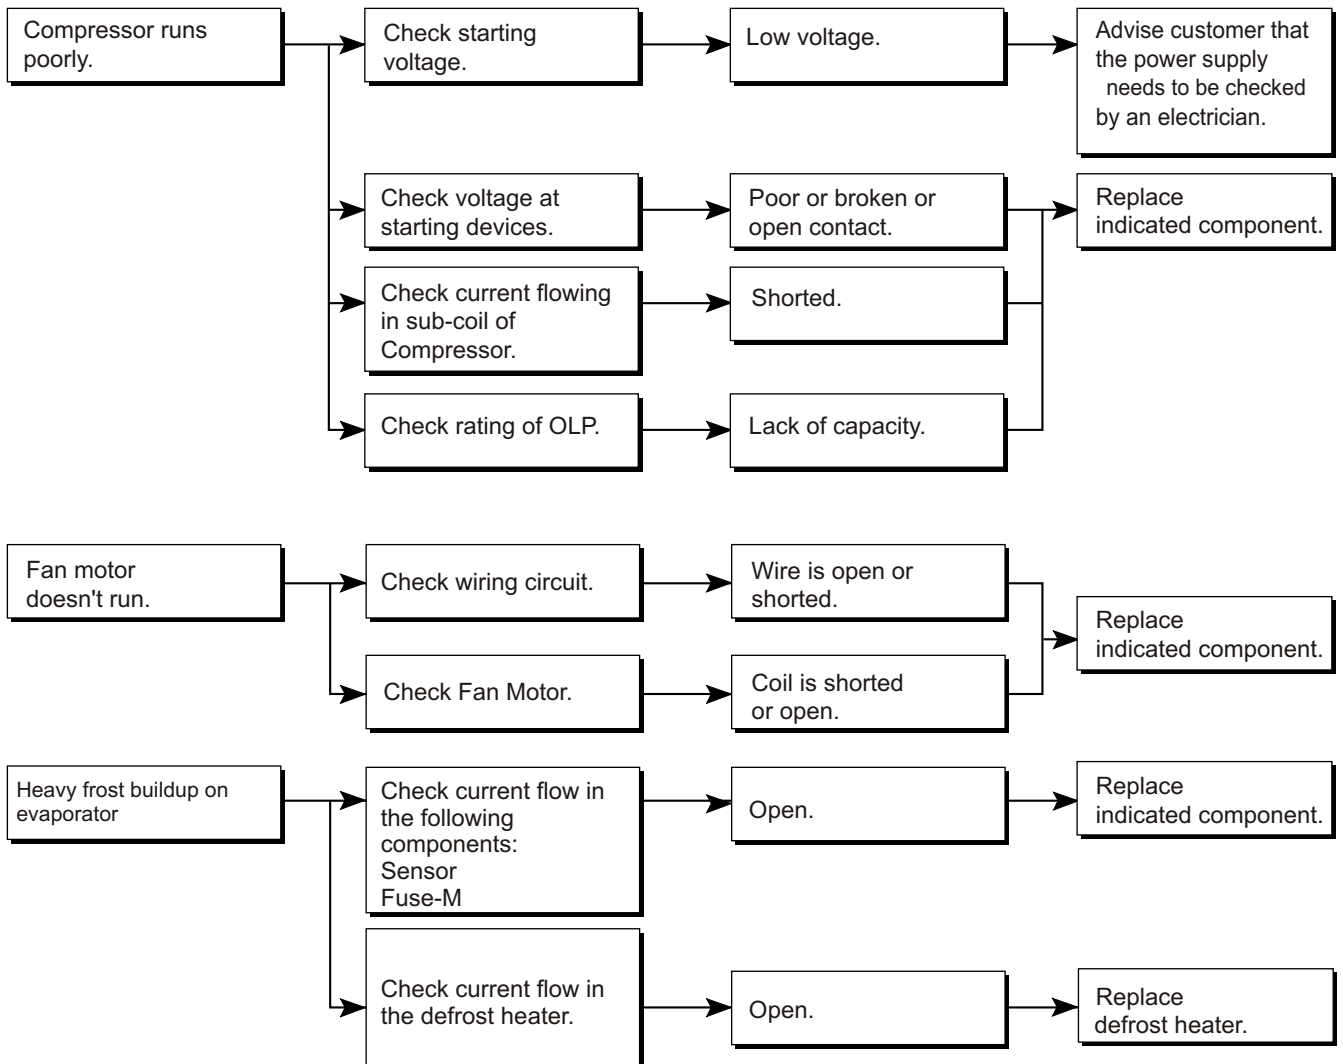 Compressor runs
poorly.
Check starting
voltage.
Low voltage.
Advise customer that
the power supply
needs to be checked
by an electrician.
Check voltage at
starting devices.
Poor or broken or
open contact.
Replace
indicated component.
Check current flowing
in sub-coil of
Compressor.
Shorted.
Check rating of OLP.
Lack of capacity.
Fan motor
doesn't run.
Check wiring circuit.
Wire is open or
shorted.
Replace
indicated component.
Check Fan Motor.
Coil is shorted
or open.
Heavy frost buildup on
evaporator
Check current flow in
the following
components:
Sensor
Fuse-M
Open.
Replace
indicated component.
Check current flow in
the defrost heater.
Open.
Replace
defrost heater.